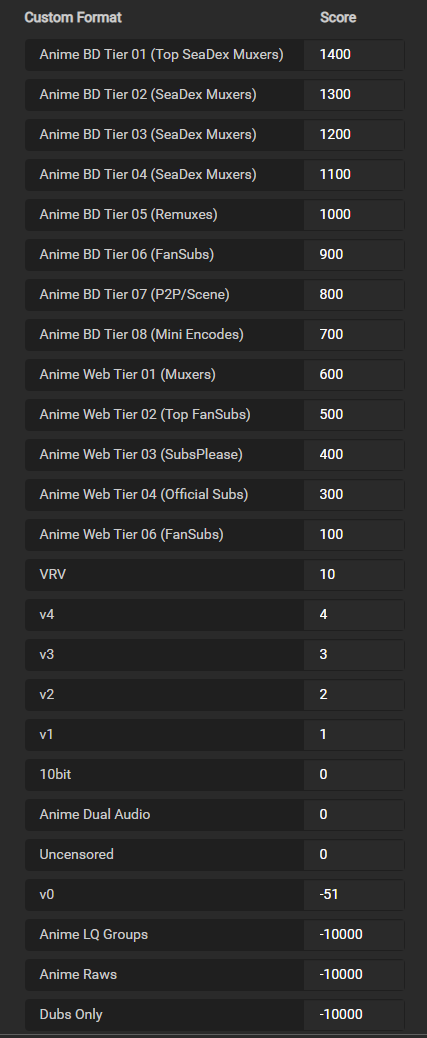 Custom Format Score
Anime BD Tier 01 (Top SeaDex Muxers) 1400
Anime BD Tier 02 (SeaDex Muxers) 1300
Anime BD Tier 03 (SeaDex Muxers) 1200
Anime BD Tier 04 (SeaDex Muxers) 1100
Anime BD Tier 05 (Remuxes) 1000
Anime BD Tier 06 (FanSubs) 900
Anime BD Tier 07 (P2P/Scene) 800
Anime BD Tier 08 (Mini Encodes) 700
Anime Web Tier 01 (Muxers) 600
Anime Web Tier 02 (Top FanSubs) 500
Anime Web Tier 03 (SubsPlease) 400
Anime Web Tier 04 (Official Subs) 300
Anime Web Tier 06 (FanSubs) 100
VRV 10
v4 4
v3 3
v2 2
v1 1
10bit 0
Anime Dual Audio 0
Uncensored 0
v0 -51
Anime LQ Groups -10000
Anime Raws -10000
Dubs Only -10000